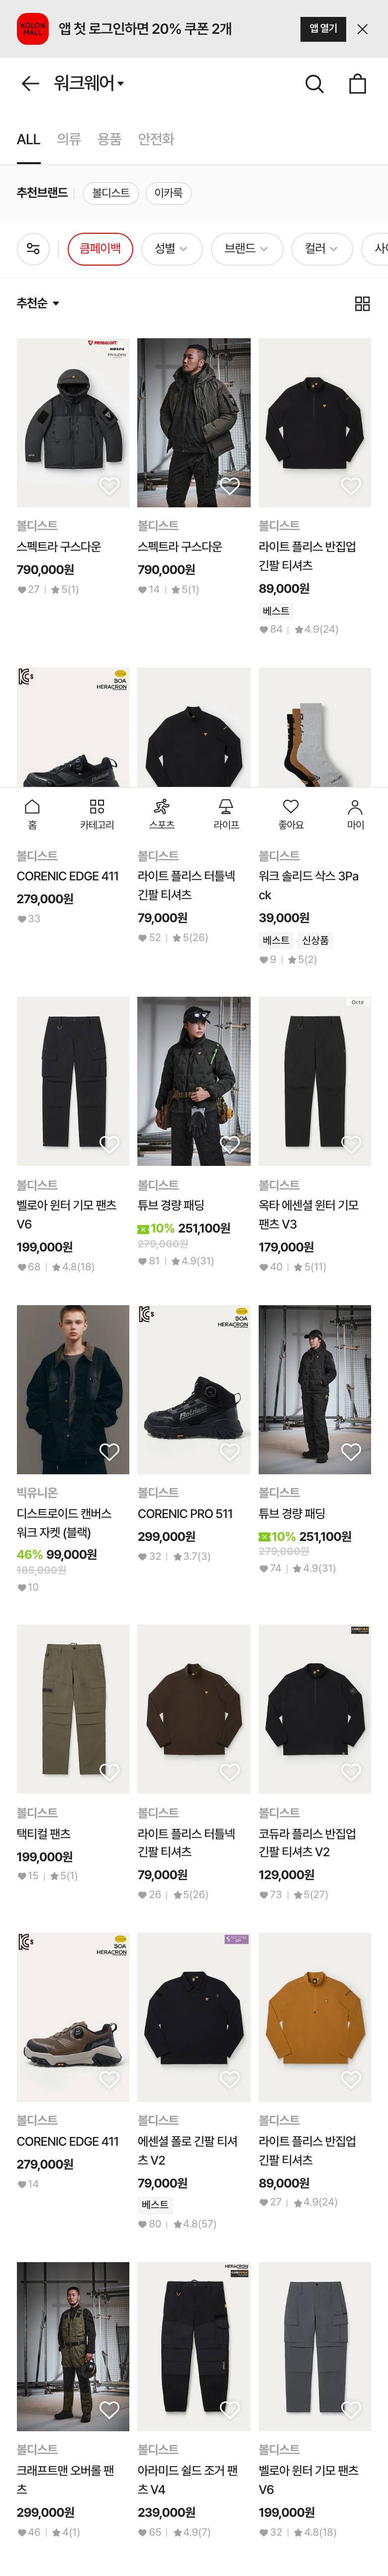 KOLON
MALL
앱 첫 로그인하면 20% 쿠폰 2개
앱 열기
워크웨어
ALL 의류 용품 안전화
추천브랜드 볼디스트 이카룩
큼페이백 성별 브랜드 컬러 사이
추천순
PRIMALOFT.
볼디스트 볼디스트 볼디스트
스펙트라 구스다운 스펙트라 구스다운 라이트 플리스 반집업
긴팔 티셔츠
790,000원 790,000원 89,000원
베스트
27 5(1) 14 5(1) 84 4.9(24)
BOA
HERACRON
홈 카테고리 스포츠 라이프 좋아요 마이
볼디스트 볼디스트 볼디스트
CORENIC EDGE 411 라이트 플리스 터틀넥 워크 솔리드 삭스 3Pa
긴팔 티셔츠 ck
279,000원 79,000원 39,000원
베스트 신상품
33 52 5(26) 9 5(2)
Octa
볼디스트 볼디스트 볼디스트
벨로아 윈터 기모 팬츠 튜브 경량 패딩 옥타 에센셜 윈터 기모
V6 팬츠 V3
199,000원 10% 251,100원 179,000원
279,000원
68 4.8(18) 81 4.9(31) 40 5(11)
BOA
HERACRON
빅유니온 볼디스트 볼디스트
디스트로이드 캔버스 CORENIC PRO 511 튜브 경량 패딩
워크 자켓 (블랙)
46% 99,000원 299,000원 10% 251,100원
185,000원 279,000원
10 32 3.7(3) 74 4.9(31)
볼디스트 볼디스트 볼디스트
택티컬 팬츠 라이트 플리스 터틀넥 코듀라 플리스 반집업
긴팔 티셔츠 긴팔 티셔츠 V2
199,000원 79,000원 129,000원
15 5(1) 26 5(26) 73 5(27)
BOA
HERACRON
볼디스트 볼디스트 볼디스트
CORENIC EDGE 411 에센셜 폴로 긴팔 티셔 라이트 플리스 반집업
츠 V2 긴팔 티셔츠
279,000원 79,000원 89,000원
베스트
14 80 4.8(57) 27 4.9(24)
HERACRON
볼디스트 볼디스트 볼디스트
크래프트맨 오버롤 팬 아라미드 쉴드 조거 팬 벨로아 윈터 기모 팬츠
츠 츠 V4 V6
299,000원 239,000원 199,000원
46 4(1) 65 4.9(7) 32 4.8(18)